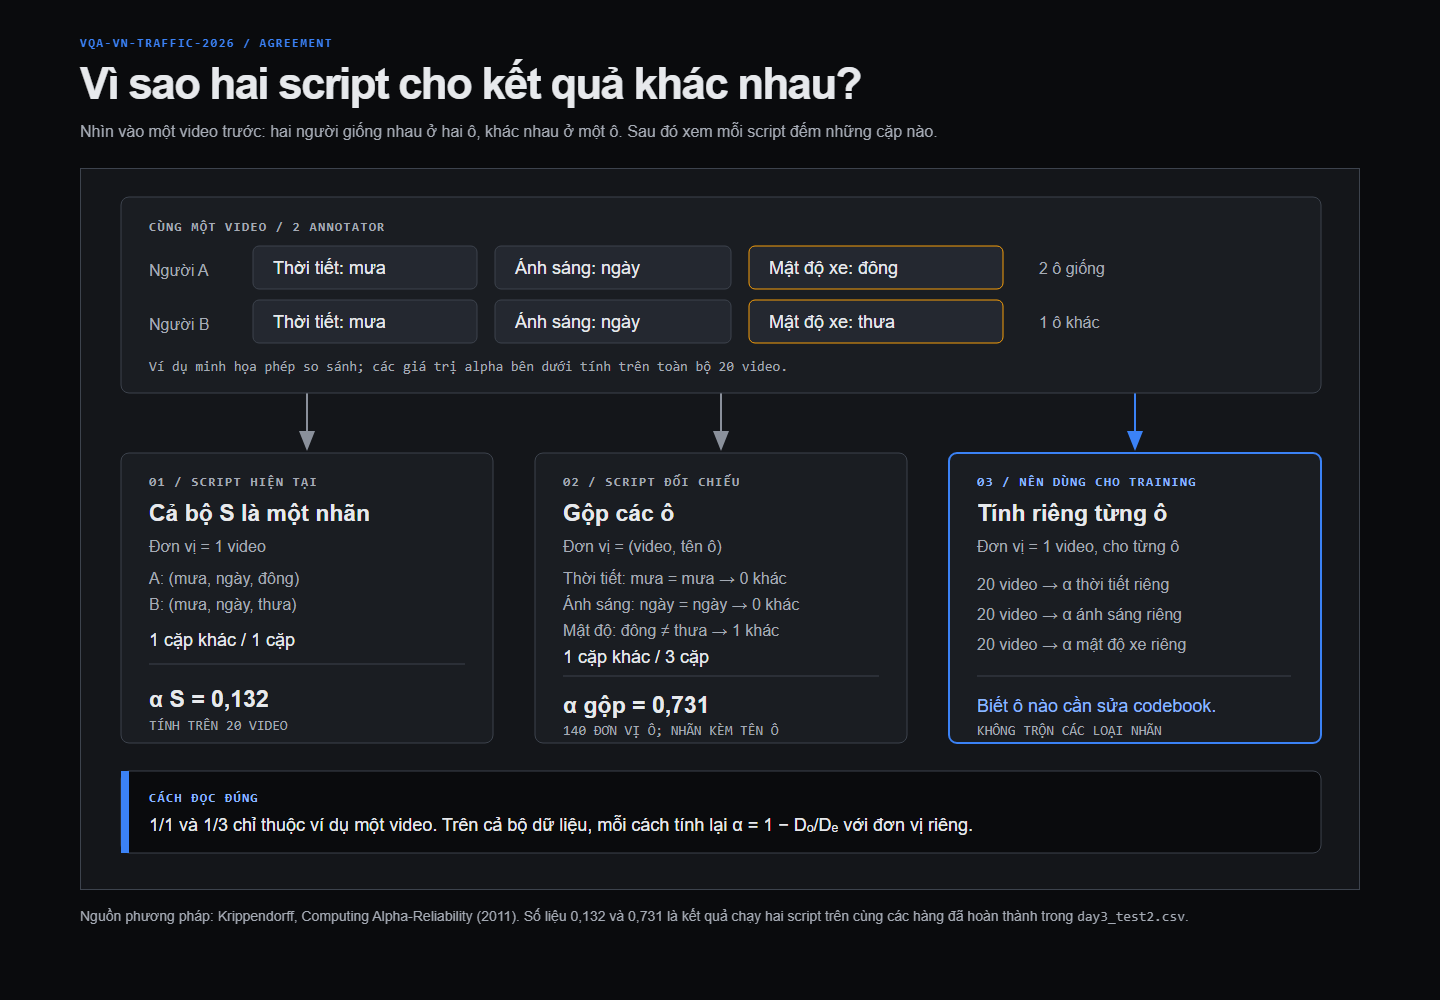 VQA-VN-TRAFFIC-2026 / AGREEMENT
Vì sao hai script cho kết quả khác nhau?
Nhìn vào một video trước: hai người giống nhau ở hai ô, khác nhau ở một ô. Sau đó xem mỗi script đếm những cặp nào.
CÙNG MỘT VIDEO / 2 ANNOTATOR
Người A Thời tiết: mưa Ánh sáng: ngày Mật độ xe: đông 2 ô giống
Người B Thời tiết: mưa Ánh sáng: ngày Mật độ xe: thưa 1 ô khác
Ví dụ minh họa phép so sánh; các giá trị alpha bên dưới tính trên toàn bộ 20 video.
01 / SCRIPT HIỆN TẠI
Cả bộ S là một nhãn
Đơn vị = 1 video
A: (mưa, ngày, đông)
B: (mưa, ngày, thưa)
1 cặp khác / 1 cặp
α S = 0,132
TÍNH TRÊN 20 VIDEO
02 / SCRIPT ĐỐI CHIẾU
Gộp các ô
Đơn vị = (video, tên ô)
Thời tiết: mưa = mưa → 0 khác
Ánh sáng: ngày = ngày → 0 khác
Mật độ: đông ≠ thưa → 1 khác
1 cặp khác / 3 cặp
α gộp = 0,731
140 ĐƠN VỊ Ô; NHÃN KÈM TÊN Ô
03 / NÊN DÙNG CHO TRAINING
Tính riêng từng ô
Đơn vị = 1 video, cho từng ô
20 video → α thời tiết riêng
20 video → α ánh sáng riêng
20 video → α mật độ xe riêng
Biết ô nào cần sửa codebook.
KHÔNG TRỘN CÁC LOẠI NHÃN
CÁCH ĐỌC ĐÚNG
1/1 và 1/3 chỉ thuộc ví dụ một video. Trên cả bộ dữ liệu, mỗi cách tính lại α = 1 − Dₒ/Dₑ với đơn vị riêng.
Nguồn phương pháp: Krippendorff, Computing Alpha-Reliability (2011). Số liệu 0,132 và 0,731 là kết quả chạy hai script trên cùng các hàng đã hoàn thành trong day3_test2.csv.